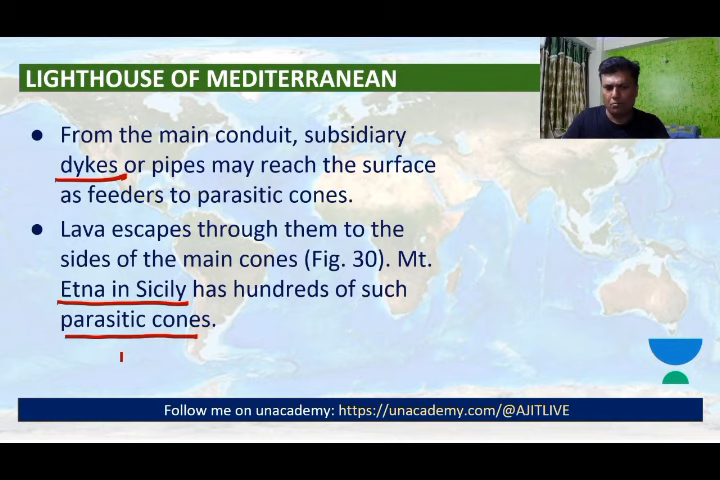 LIGHTHOUSE OF MEDITERRANEAN
● From the main conduit, subsidiary
dykes or pipes may reach the surface
as feeders to parasitic cones.
● Lava escapes through them to the
sides of the main cones (Fig. 30). Mt.
Etna in Sicily has hundreds of such
parasitic cones.
Follow me on unacademy: https://unacademy.com/@AJITLIVE